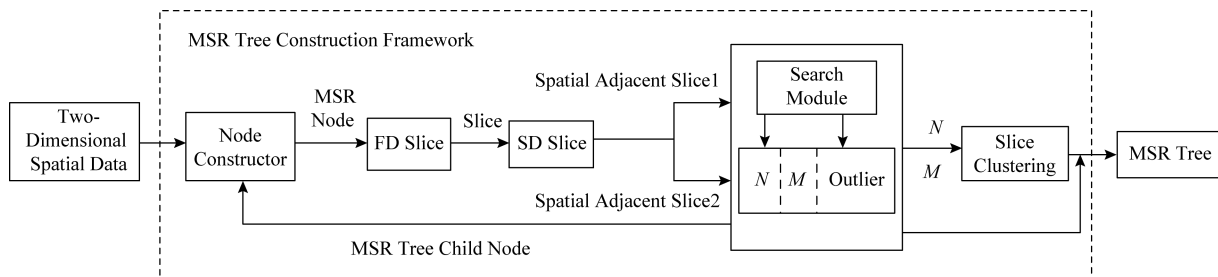 MSR Tree Construction Framework
Two-
Dimensional
Spatial Data
Node
Constructor
MSR
Node
FD Slice
Slice
SD Slice
Spatial Adjacent Slice1
Spatial Adjacent Slice2
Search
Module
N
M
Outlier
N
M
Slice
Clustering
MSR Tree
MSR Tree Child Node